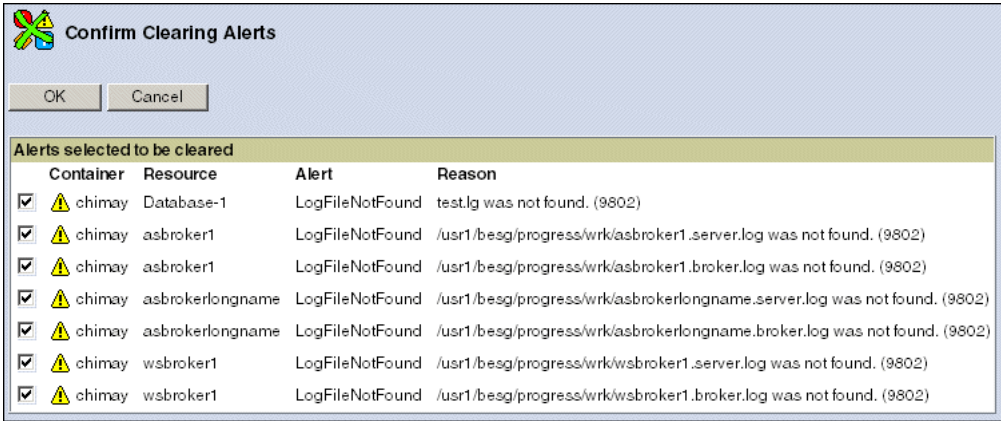 Confirm Clearing Alerts
OK Cancel
Alerts selected to be cleared
Container Resource Alert Reason
chimay Database-1 LogFileNotFound test.lg was not found. (9802)
chimay asbroker1 LogFileNotFound /usr1/besg/progress/wrk/asbroker1.server.log was not found. (9802)
chimay asbroker1 LogFileNotFound /usr1/besg/progress/wrk/asbroker1.broker.log was not found. (9802)
chimay asbrokerlongname LogFileNotFound /usr1/besg/progress/wrk/asbrokerlongname.server.log was not found. (9802)
chimay asbrokerlongname LogFileNotFound /usr1/besg/progress/wrk/asbrokerlongname.broker.log was not found. (9802)
chimay wsbroker1 LogFileNotFound /usr1/besg/progress/wrk/wsbroker1.server.log was not found. (9802)
chimay wsbroker1 LogFileNotFound /usr1/besg/progress/wrk/wsbroker1.broker.log was not found. (9802)